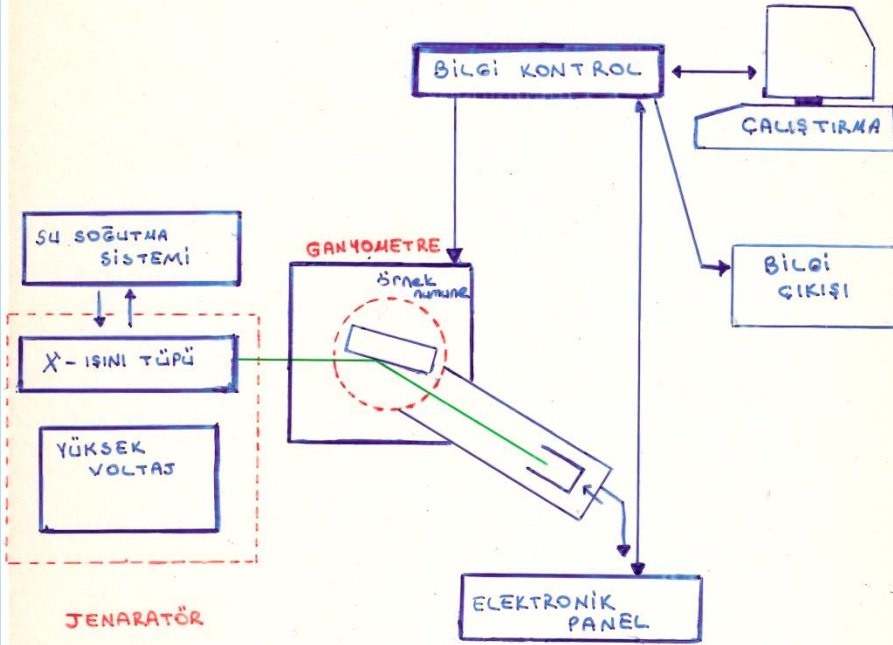 BİLGİ KONTROL
ÇALIŞTIRMA
SU SOĞUTMA
SİSTEMİ
GANYOMETRE
örnek
numune
BİLGİ
ÇIKIŞI
X-IŞINI TÜPÜ
YÜKSEK
VOLTAJ
ELEKTRONİK
PANEL
JENARATÖR